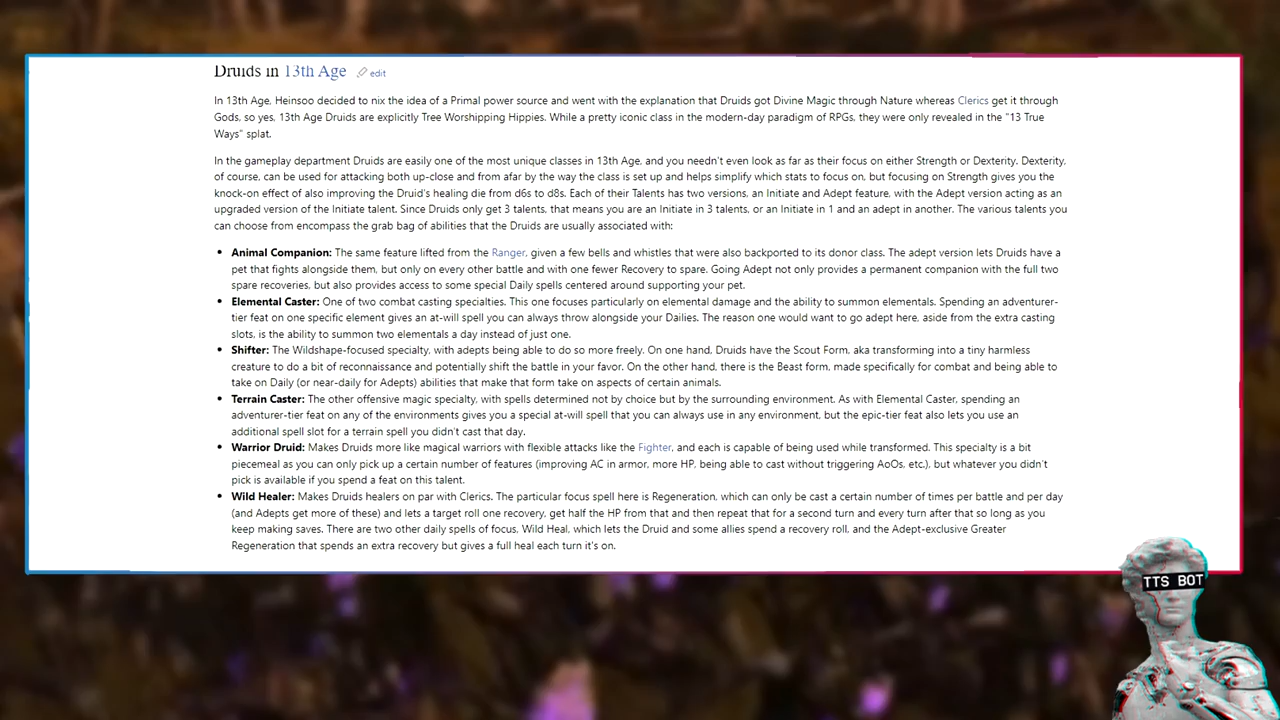 Druids in 13th Age edit
In 13th Age, Heinsoo decided to nix the idea of a Primal power source and went with the explanation that Druids got Divine Magic through Nature whereas Clerics get it through
Gods, so yes, 13th Age Druids are explicitly Tree Worshipping Hippies. While a pretty iconic class in the modern-day paradigm of RPGs, they were only revealed in the "13 True
Ways" splat.
In the gameplay department Druids are easily one of the most unique classes in 13th Age, and you needn't even look as far as their focus on either Strength or Dexterity. Dexterity,
of course, can be used for attacking both up-close and from afar by the way the class is set up and helps simplify which stats to focus on, but focusing on Strength gives you the
knock-on effect of also improving the Druid's healing die from d6s to d8s. Each of their Talents has two versions, an Initiate and Adept feature, with the Adept version acting as an
upgraded version of the Initiate talent. Since Druids only get 3 talents, that means you are an Initiate in 3 talents, or an Initiate in 1 and an adept in another. The various talents you
can choose from encompass the grab bag of abilities that the Druids are usually associated with:
• Animal Companion: The same feature lifted from the Ranger, given a few bells and whistles that were also backported to its donor class. The adept version lets Druids have a
pet that fights alongside them, but only on every other battle and with one fewer Recovery to spare. Going Adept not only provides a permanent companion with the full two
spare recoveries, but also provides access to some special Daily spells centered around supporting your pet.
• Elemental Caster: One of two combat casting specialties. This one focuses particularly on elemental damage and the ability to summon elementals. Spending an adventurer-
tier feat on one specific element gives an at-will spell you can always throw alongside your Dailies. The reason one would want to go adept here, aside from the extra casting
slots, is the ability to summon two elementals a day instead of just one.
• Shifter: The Wildshape-focused specialty, with adepts being able to do so more freely. On one hand, Druids have the Scout Form, aka transforming into a tiny harmless
creature to do a bit of reconnaissance and potentially shift the battle in your favor. On the other hand, there is the Beast form, made specifically for combat and being able to
take on Daily (or near-daily for Adepts) abilities that make that form take on aspects of certain animals.
• Terrain Caster: The other offensive magic specialty, with spells determined not by choice but by the surrounding environment. As with Elemental Caster, spending an
adventurer-tier feat on any of the environments gives you a special at-will spell that you can always use in any environment, but the epic-tier feat also lets you use an
additional spell slot for a terrain spell you didn't cast that day.
• Warrior Druid: Makes Druids more like magical warriors with flexible attacks like the Fighter, and each is capable of being used while transformed. This specialty is a bit
piecemeal as you can only pick up a certain number of features (improving AC in armor, more HP, being able to cast without triggering AoOs, etc.), but whatever you didn't
pick is available if you spend a feat on this talent.
• Wild Healer: Makes Druids healers on par with Clerics. The particular focus spell here is Regeneration, which can only be cast a certain number of times per battle and per day
(and Adepts get more of these) and lets a target roll one recovery, get half the HP from that and then repeat that for a second turn and every turn after that so long as you
keep making saves. There are two other daily spells of focus, Wild Heal, which lets the Druid and some allies spend a recovery roll, and the Adept-exclusive Greater
Regeneration that spends an extra recovery but gives a full heal each turn it's on.
TTS BOT